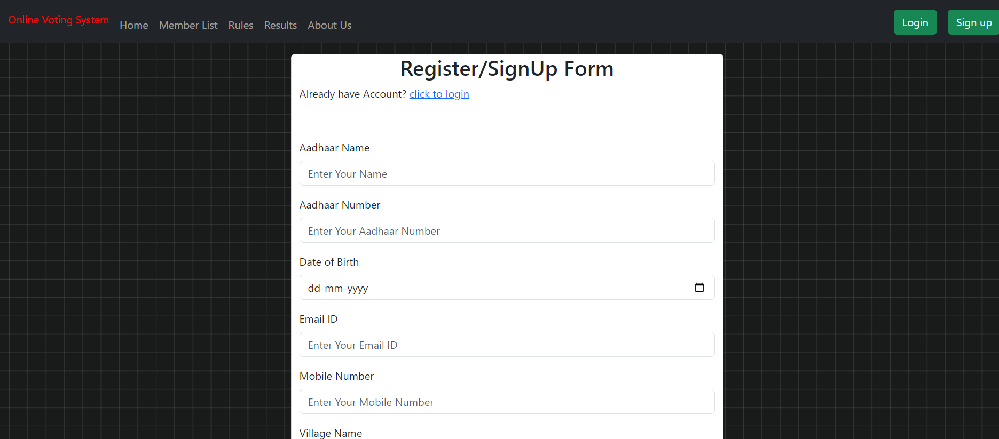 Online Voting System Home Member List Rules Results About Us Login Sign up
Register/SignUp Form
Already have Account? click to login
Aadhaar Name
Enter Your Name
Aadhaar Number
Enter Your Aadhaar Number
Date of Birth
dd-mm-yyyy
Email ID
Enter Your Email ID
Mobile Number
Enter Your Mobile Number
Village Name